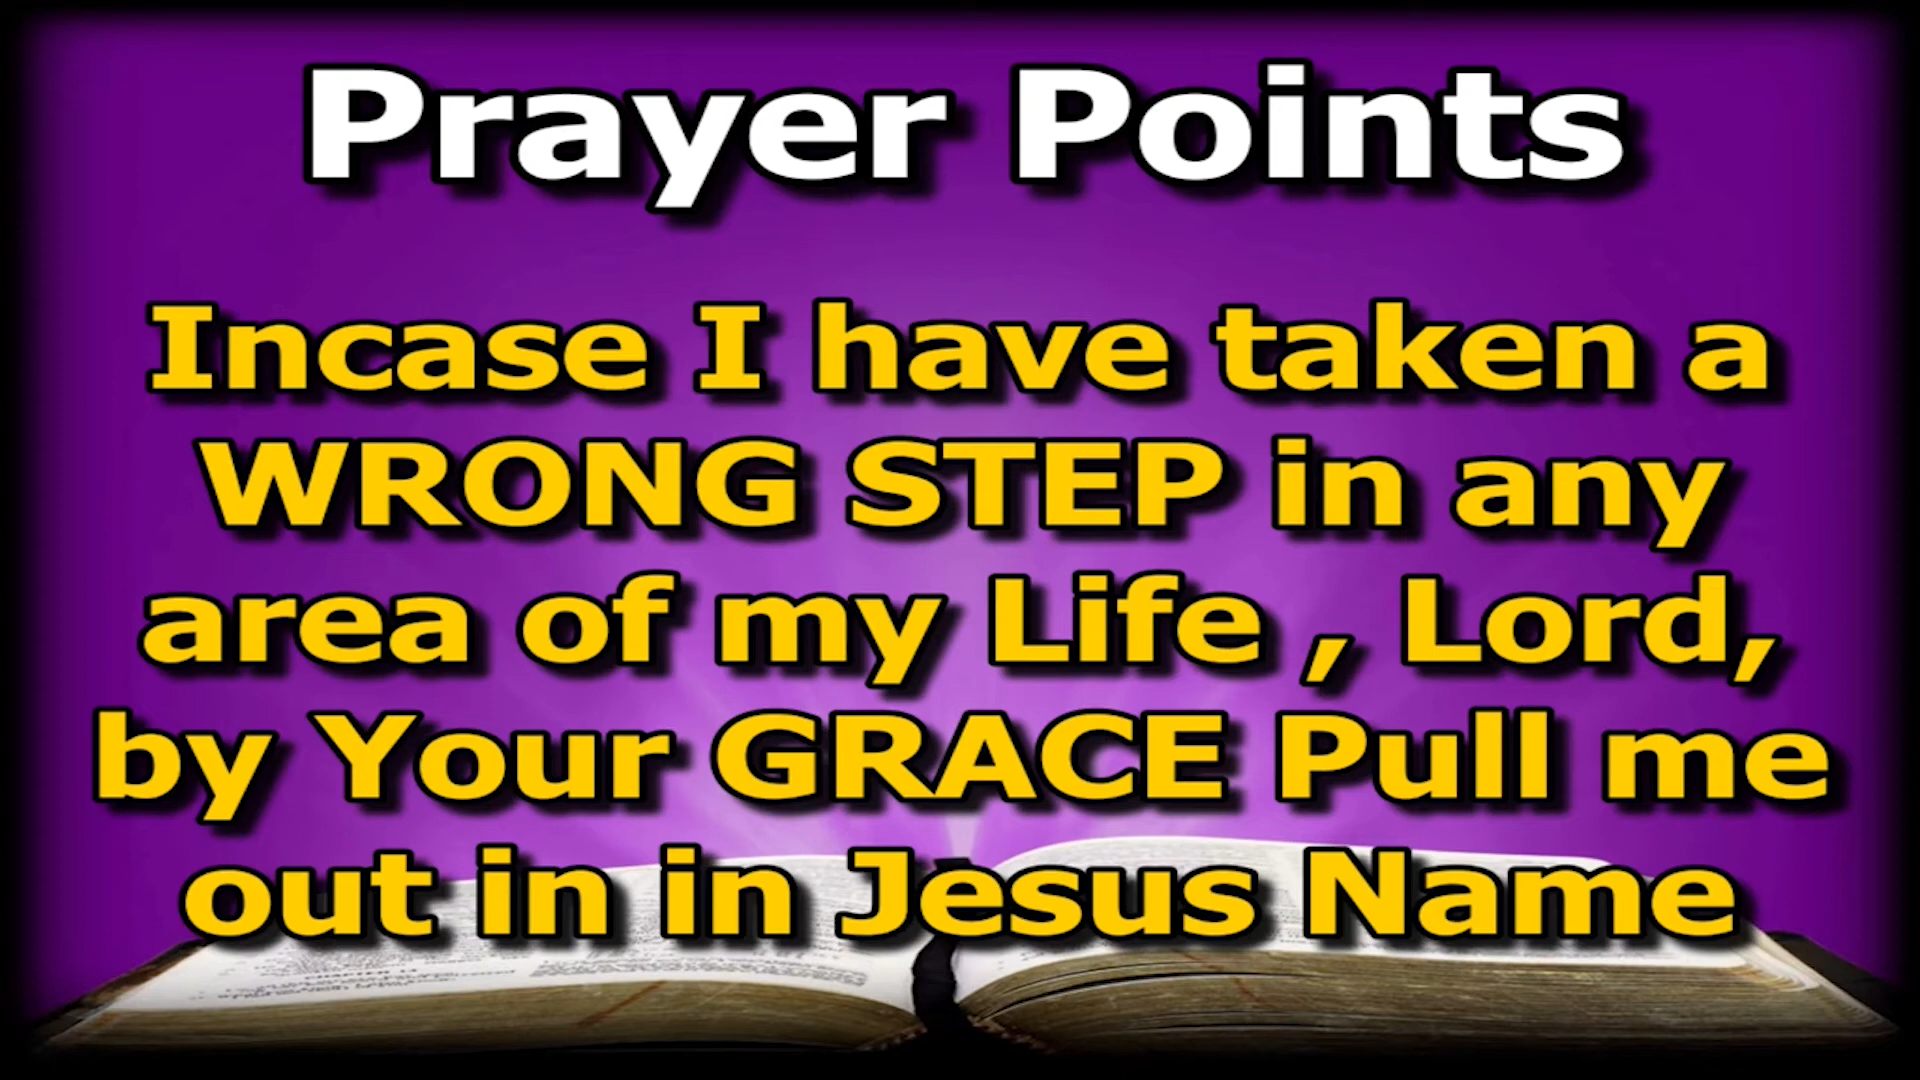 Prayer Points
Incase I have taken a
WRONG STEP in any
area of my Life , Lord,
by Your GRACE Pull me
out in in Jesus Name